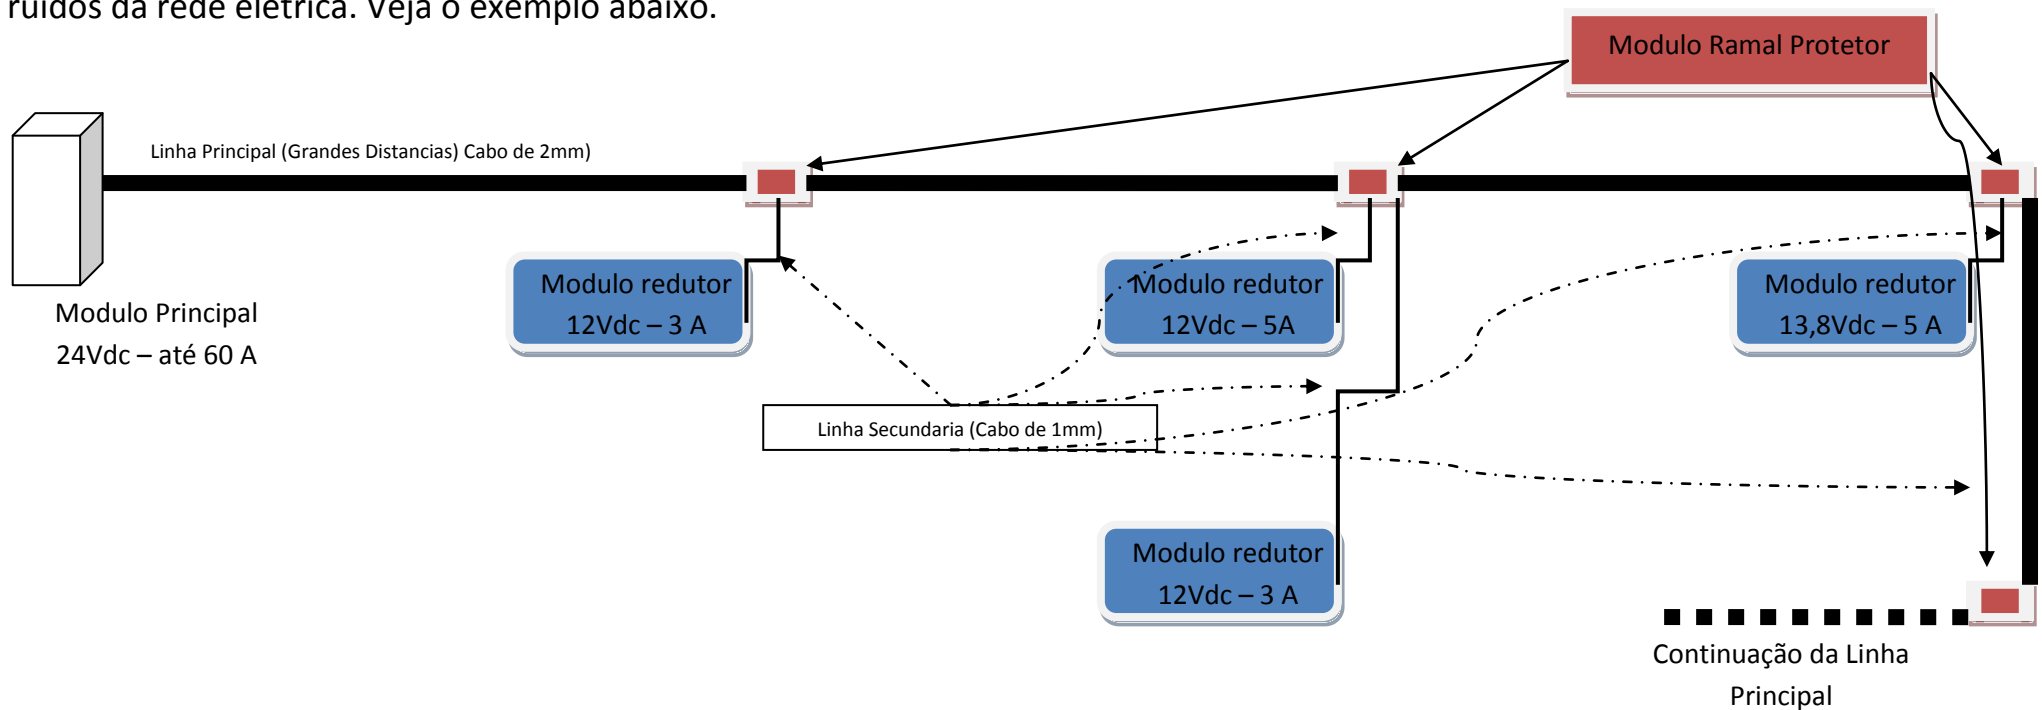 ruídos da rede elétrica. Veja o exemplo abaixo.
Modulo Ramal Protetor
Linha Principal (Grandes Distancias) Cabo de 2mm)
Modulo Principal
24Vdc – até 60 A
Modulo redutor
12Vdc – 3 A
Modulo redutor
12Vdc – 5A
Modulo redutor
13,8Vdc – 5 A
Linha Secundaria (Cabo de 1mm)
Modulo redutor
12Vdc – 3 A
Continuação da Linha
Principal